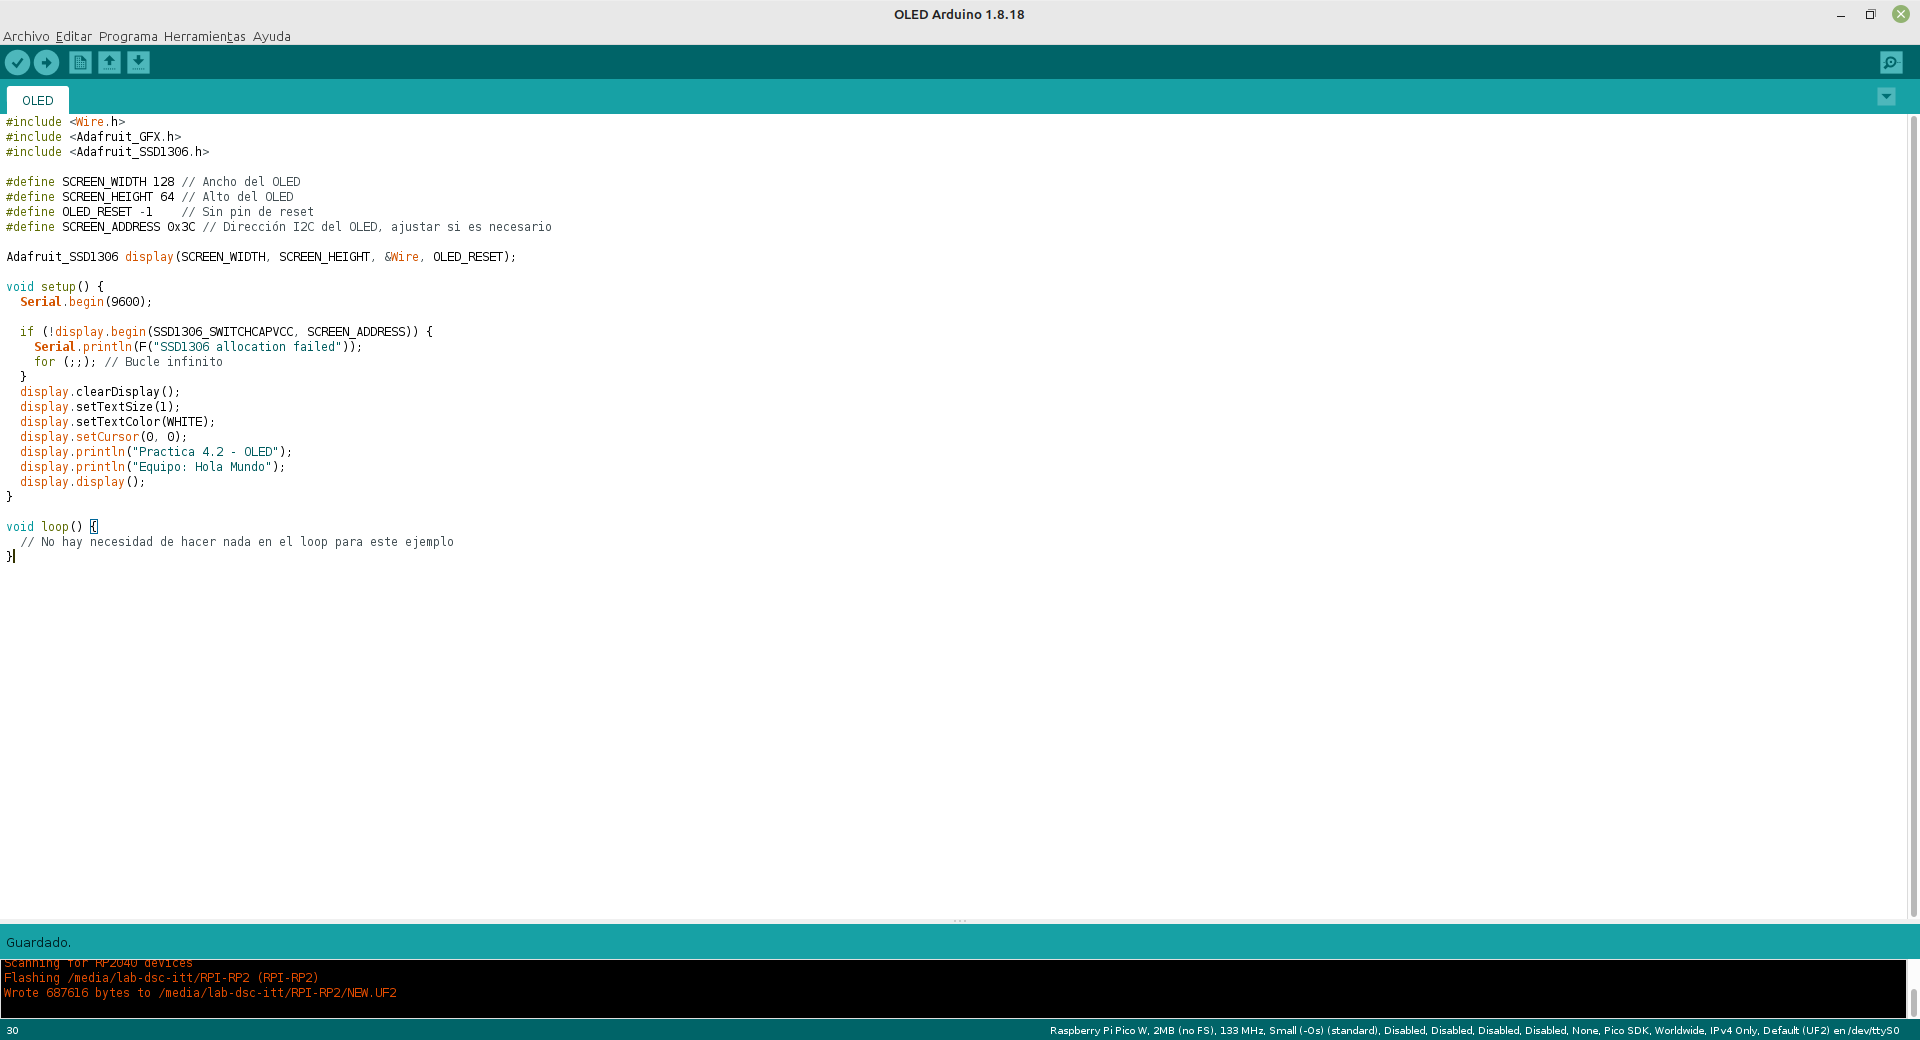 OLED Arduino 1.8.18
Archivo Editar Programa Herramientas Ayuda
OLED
#include <Wire.h>
#include <Adafruit_GFX.h>
#include <Adafruit_SSD1306.h>
#define SCREEN_WIDTH 128 // Ancho del OLED
#define SCREEN_HEIGHT 64 // Alto del OLED
#define OLED_RESET -1    // Sin pin de reset
#define SCREEN_ADDRESS 0x3C // Dirección I2C del OLED, ajustar si es necesario
Adafruit_SSD1306 display(SCREEN_WIDTH, SCREEN_HEIGHT, &Wire, OLED_RESET);
void setup() {
  Serial.begin(9600);
  if (!display.begin(SSD1306_SWITCHCAPVCC, SCREEN_ADDRESS)) {
    Serial.println(F("SSD1306 allocation failed"));
    for (;;); // Bucle infinito
  }
  display.clearDisplay();
  display.setTextSize(1);
  display.setTextColor(WHITE);
  display.setCursor(0, 0);
  display.println("Practica 4.2 - OLED");
  display.println("Equipo: Hola Mundo");
  display.display();
}
void loop() {
  // No hay necesidad de hacer nada en el loop para este ejemplo
}
Guardado.
Scanning for RP2040 devices
Flashing /media/lab-dsc-itt/RPI-RP2 (RPI-RP2)
Wrote 687616 bytes to /media/lab-dsc-itt/RPI-RP2/NEW.UF2
30
Raspberry Pi Pico W, 2MB (no FS), 133 MHz, Small (-Os) (standard), Disabled, Disabled, Disabled, Disabled, None, Pico SDK, Worldwide, IPv4 Only, Default (UF2) en /dev/ttyS0